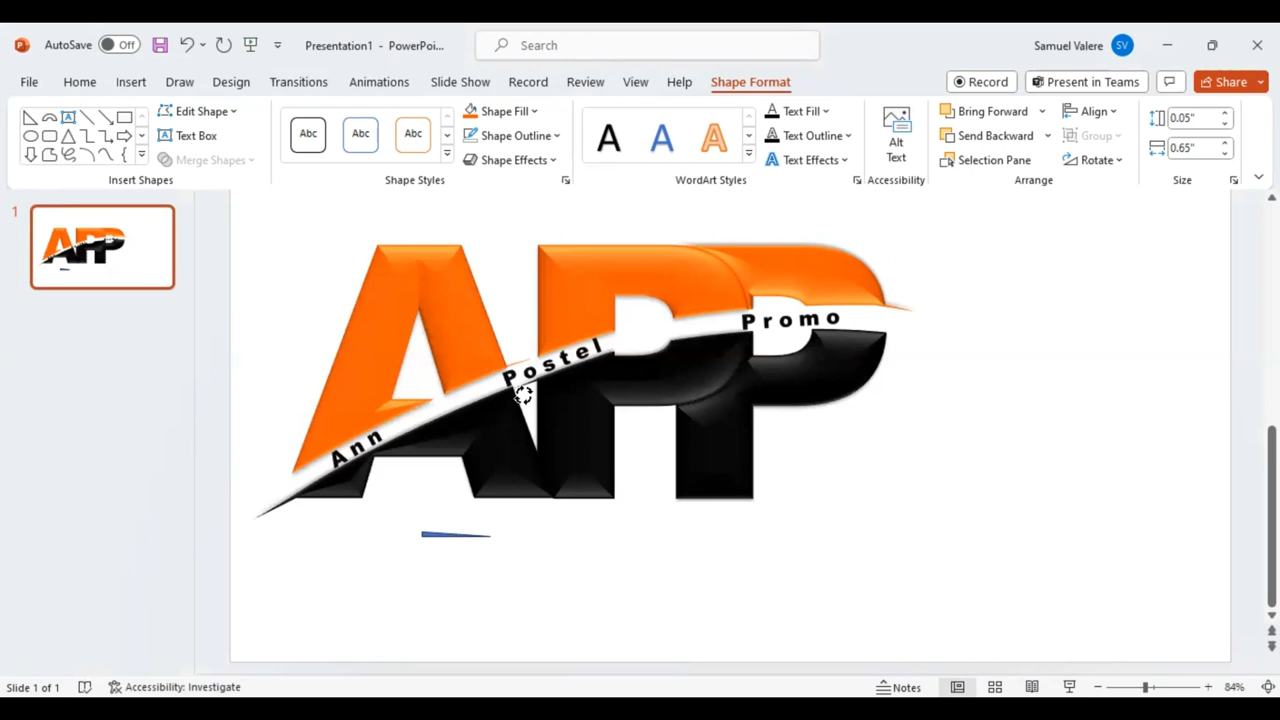 AutoSave Off Presentation1 - PowerPoi... Search Samuel Valere SV
File Home Insert Draw Design Transitions Animations Slide Show Record Review View Help Shape Format Record Present in Teams Share
Edit Shape Shape Fill Text Fill Bring Forward Align 0.05"
Text Box Abc Abc Abc Shape Outline A A A Text Outline Alt Text Send Backward Group 0.65"
Merge Shapes Shape Effects Text Effects Selection Pane Rotate
Insert Shapes Shape Styles WordArt Styles Accessibility Arrange Size
1
APP
APP
Ann Postel Promo
Slide 1 of 1 Accessibility: Investigate Notes 84%